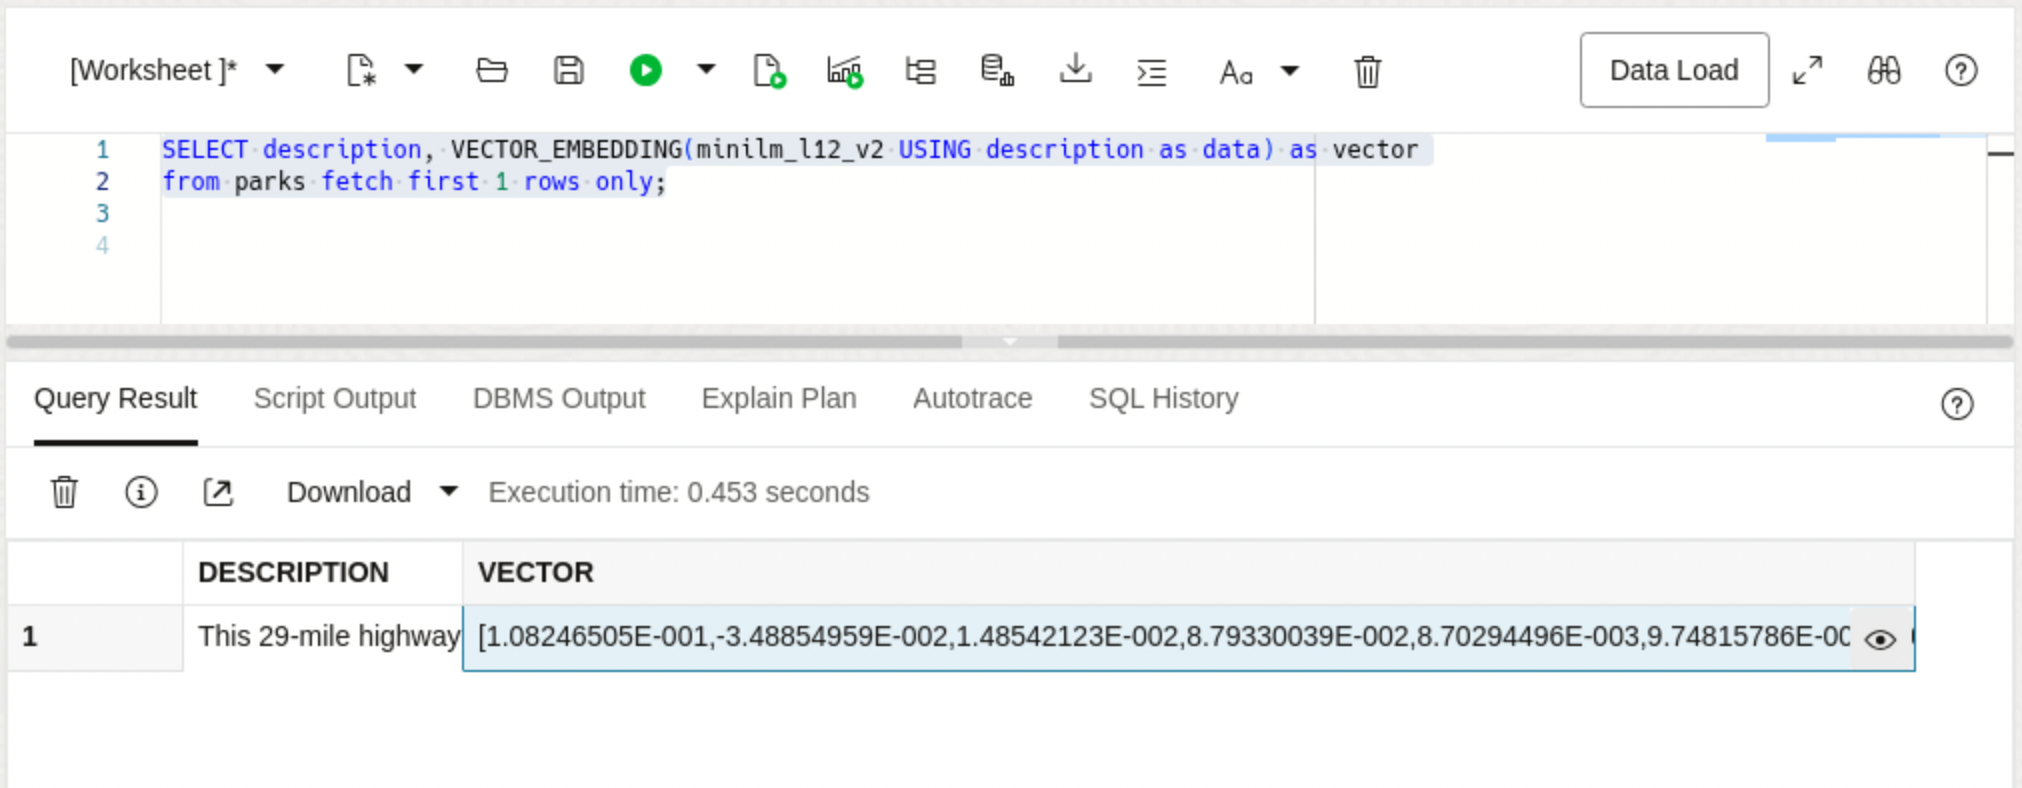 [Worksheet ]* Aa Data Load
1 SELECT description, VECTOR_EMBEDDING(minilm_l12_v2 USING description as data) as vector
2 from parks fetch first 1 rows only;
3
4
Query Result Script Output DBMS Output Explain Plan Autotrace SQL History
Download Execution time: 0.453 seconds
DESCRIPTION VECTOR
1 This 29-mile highway [1.08246505E-001,-3.48854959E-002,1.48542123E-002,8.79330039E-002,8.70294496E-003,9.74815786E-00